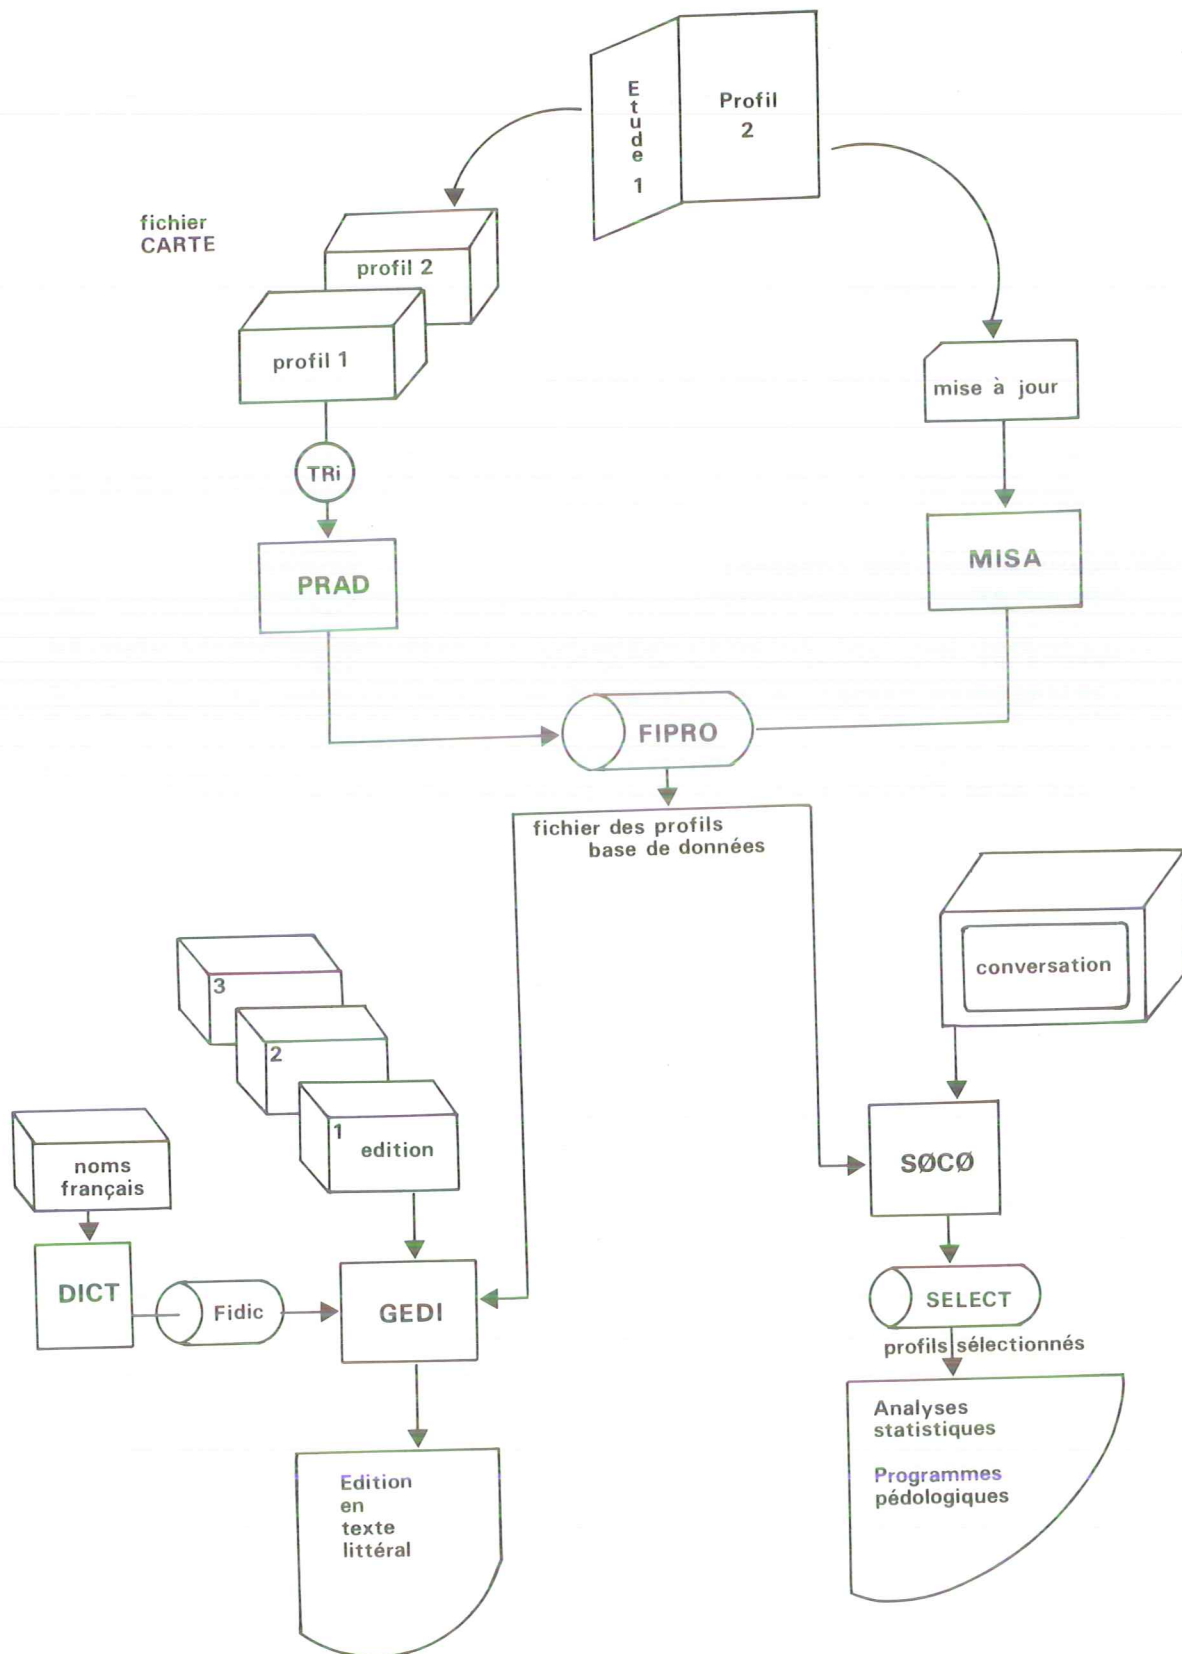 Etude 1
Profil
2
fichier
CARTE
profil 2
profil 1
mise à jour
TRi
PRAD
MISA
FIPRO
fichier des profils
base de données
conversation
3
2
1 edition
noms
français
SØCØ
DICT
Fidic
GEDI
SELECT
profils sélectionnés
Analyses
statistiques
Programmes
pédologiques
Edition
en
texte
littéral